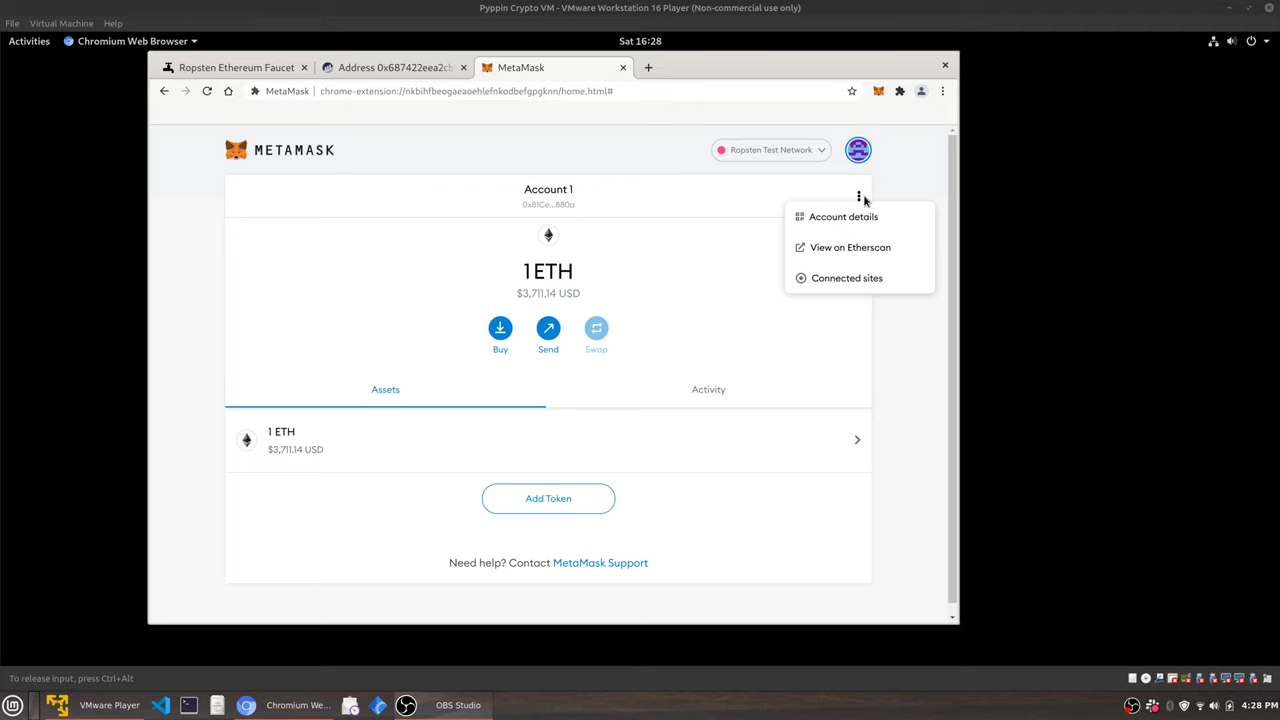 Pyppin Crypto VM - VMware Workstation 16 Player (Non-commercial use only)
File Virtual Machine Help
Activities Chromium Web Browser Sat 16:28
Ropsten Ethereum Faucet Address 0x687422eea2cb MetaMask
MetaMask chrome-extension://nkbihfbeogaeaoehlefnkodbefgpgknn/home.html#
METAMASK Ropsten Test Network
Account 1
0x81Ce...880a
Account details
View on Etherscan
Connected sites
1 ETH
$3,711.14 USD
Buy Send Swap
Assets Activity
1 ETH
$3,711.14 USD
Add Token
Need help? Contact MetaMask Support
To release input, press Ctrl+Alt
VMware Player Chromium We... OBS Studio 4:28 PM